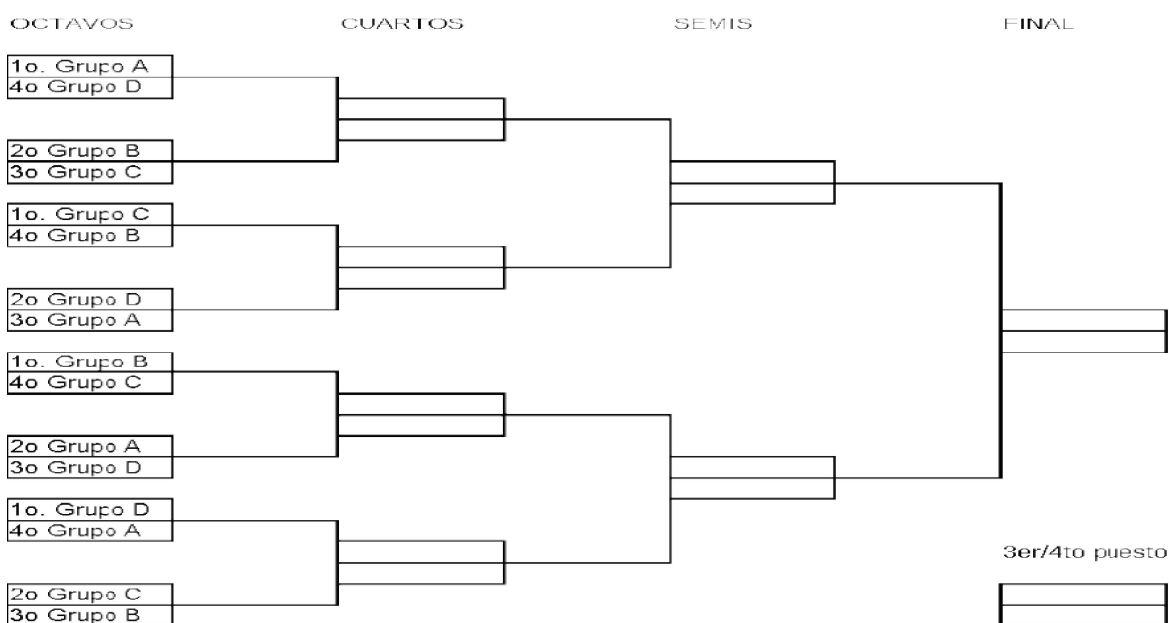 OCTAVOS CUARTOS SEMIS FINAL
1o. Grupo A
4o Grupo D
2o Grupo B
3o Grupo C
1o. Grupo C
4o Grupo B
2o Grupo D
3o Grupo A
1o. Grupo B
4o Grupo C
2o Grupo A
3o Grupo D
1o. Grupo D
4o Grupo A
3er/4to puesto
2o Grupo C
3o Grupo B